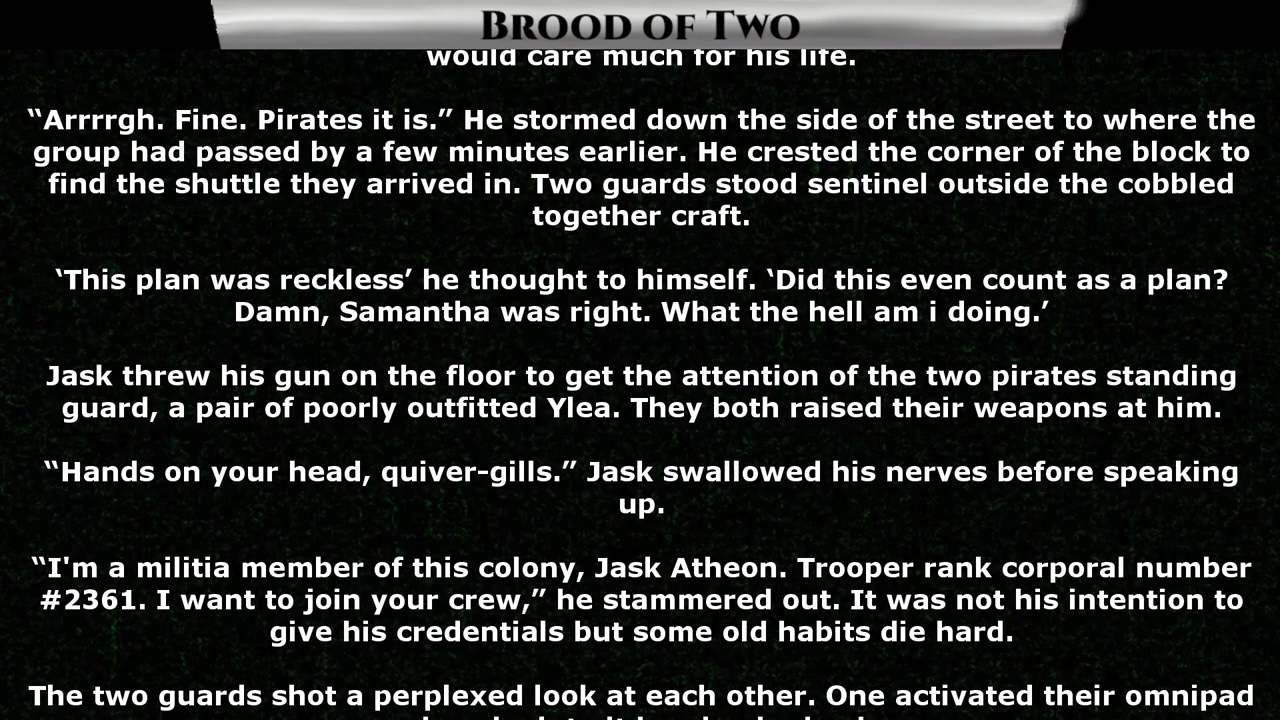 Brood of Two
would care much for his life.
“Arrrrgh. Fine. Pirates it is.” He stormed down the side of the street to where the
group had passed by a few minutes earlier. He crested the corner of the block to
find the shuttle they arrived in. Two guards stood sentinel outside the cobbled
together craft.
‘This plan was reckless’ he thought to himself. ‘Did this even count as a plan?
Damn, Samantha was right. What the hell am i doing.’
Jask threw his gun on the floor to get the attention of the two pirates standing
guard, a pair of poorly outfitted Ylea. They both raised their weapons at him.
“Hands on your head, quiver-gills.” Jask swallowed his nerves before speaking
up.
“I'm a militia member of this colony, Jask Atheon. Trooper rank corporal number
#2361. I want to join your crew,” he stammered out. It was not his intention to
give his credentials but some old habits die hard.
The two guards shot a perplexed look at each other. One activated their omnipad